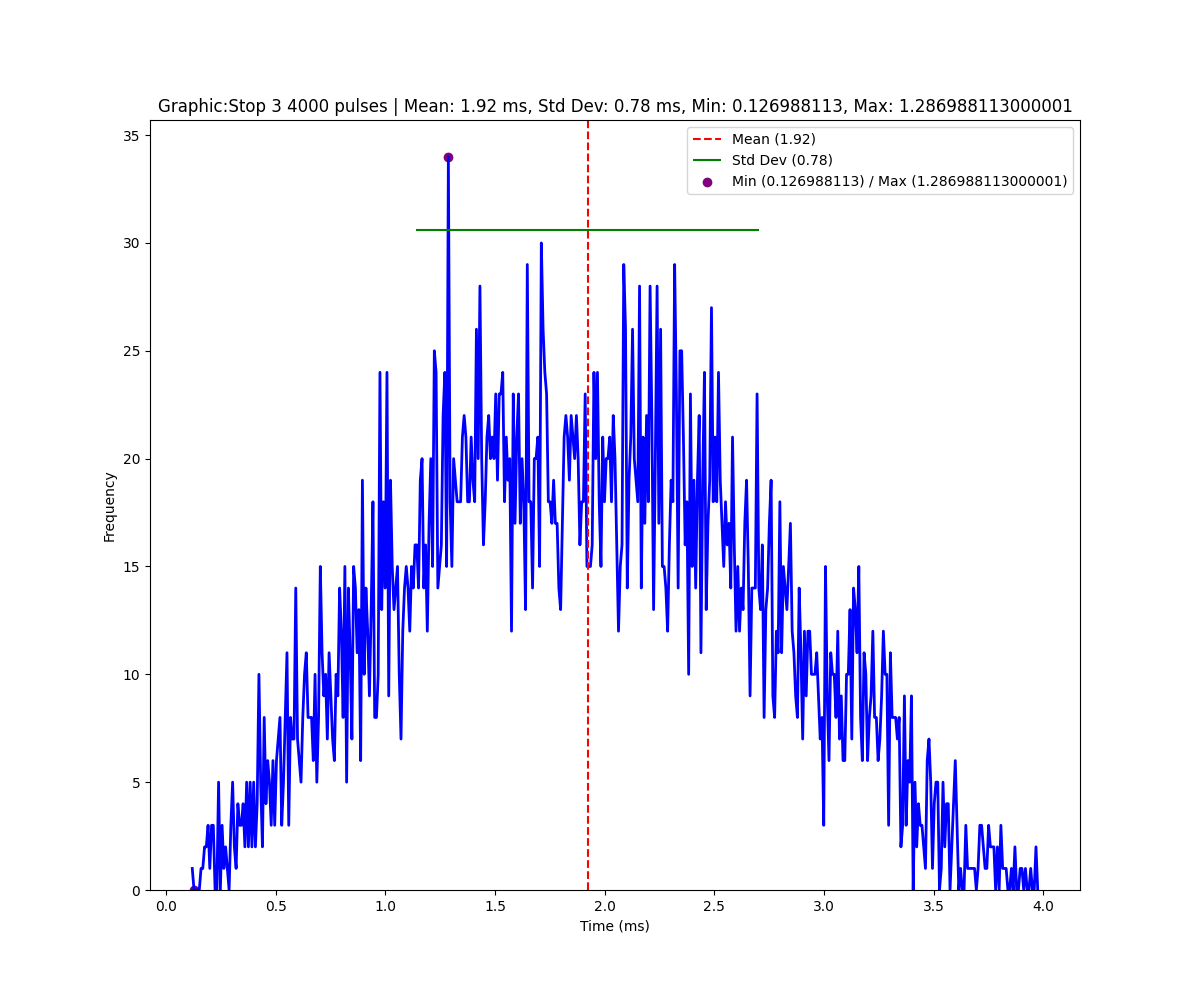 Graphic:Stop 3 4000 pulses | Mean: 1.92 ms, Std Dev: 0.78 ms, Min: 0.126988113, Max: 1.286988113000001
Mean (1.92)
Std Dev (0.78)
Min (0.126988113) / Max (1.286988113000001)
35
30
25
20
15
10
5
0
Frequency
0.0 0.5 1.0 1.5 2.0 2.5 3.0 3.5 4.0
Time (ms)